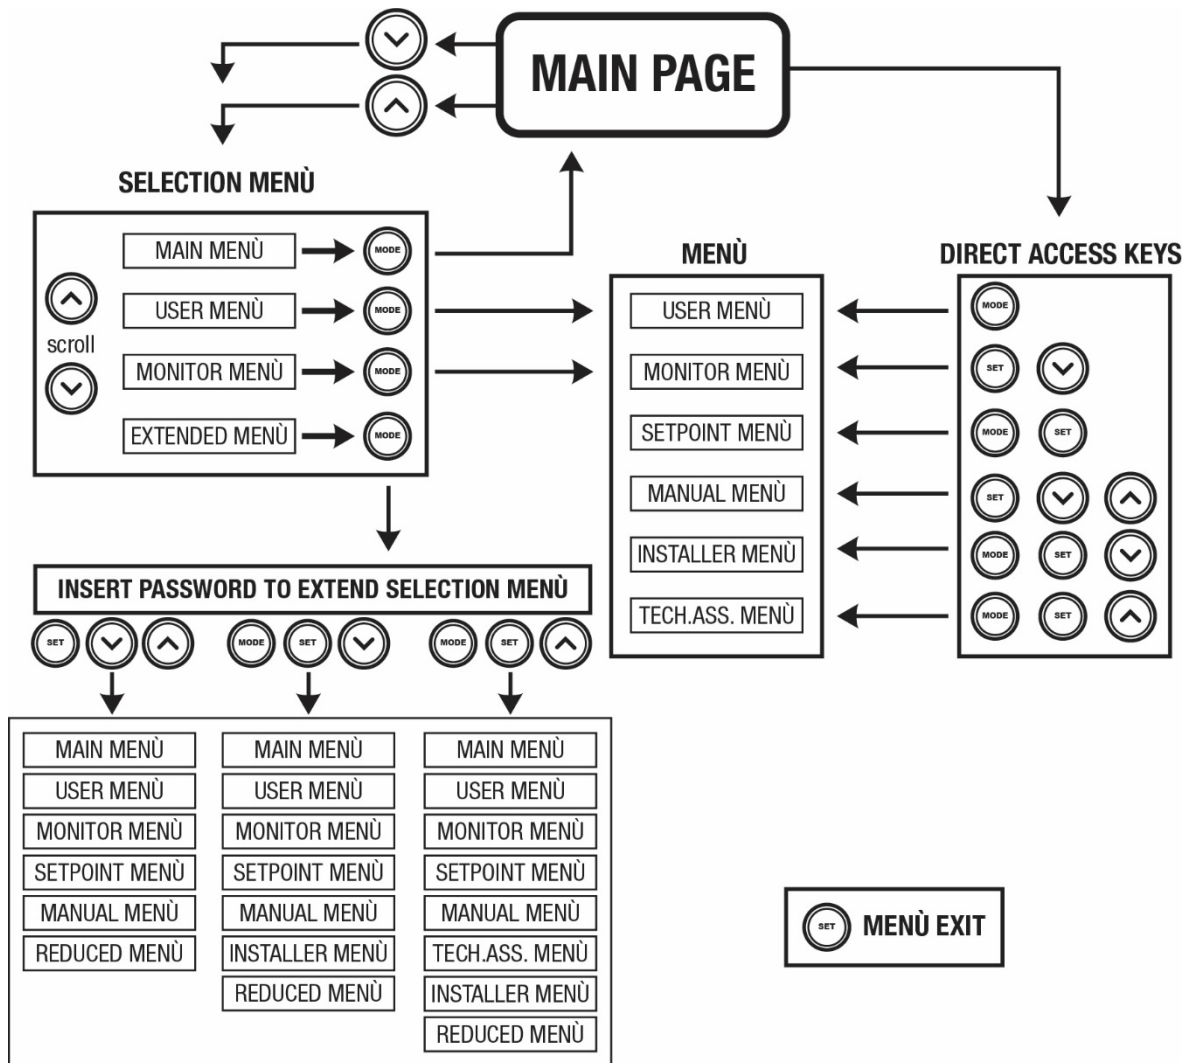 MAIN PAGE
SELECTION MENÙ
MAIN MENÙ
MODE
USER MENÙ
MODE
scroll
MONITOR MENÙ
MODE
EXTENDED MENÙ
MODE
MENÙ
USER MENÙ
MONITOR MENÙ
SETPOINT MENÙ
MANUAL MENÙ
INSTALLER MENÙ
TECH.ASS. MENÙ
DIRECT ACCESS KEYS
MODE
SET
MODE SET
SET
MODE SET
MODE SET
INSERT PASSWORD TO EXTEND SELECTION MENÙ
SET
MODE SET
MODE SET
MAIN MENÙ
USER MENÙ
MONITOR MENÙ
SETPOINT MENÙ
MANUAL MENÙ
REDUCED MENÙ
MAIN MENÙ
USER MENÙ
MONITOR MENÙ
SETPOINT MENÙ
MANUAL MENÙ
INSTALLER MENÙ
REDUCED MENÙ
MAIN MENÙ
USER MENÙ
MONITOR MENÙ
SETPOINT MENÙ
MANUAL MENÙ
TECH.ASS. MENÙ
INSTALLER MENÙ
REDUCED MENÙ
SET MENÙ EXIT